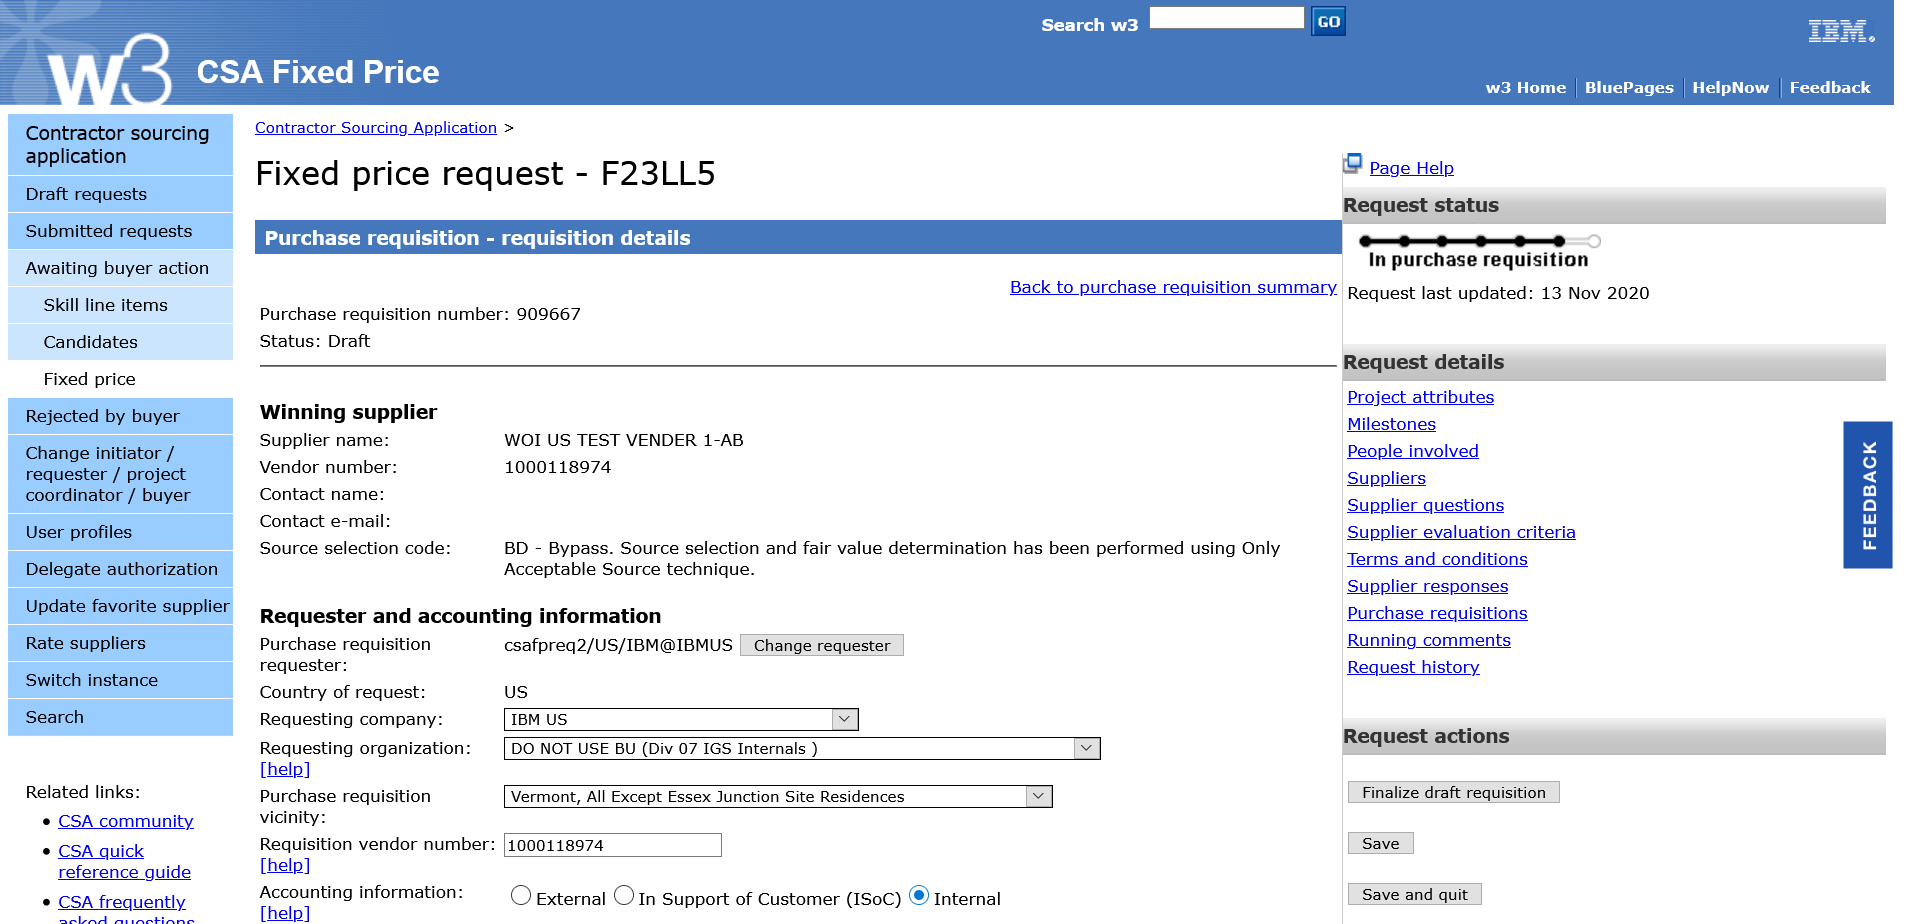 Search w3
GO
IBM.
w3
CSA Fixed Price
w3 Home
BluePages
HelpNow
Feedback
Contractor sourcing
application
Draft requests
Submitted requests
Awaiting buyer action
Skill line items
Candidates
Fixed price
Rejected by buyer
Change initiator /
requester / project
coordinator / buyer
User profiles
Delegate authorization
Update favorite supplier
Rate suppliers
Switch instance
Search
Related links:
CSA community
CSA quick
reference guide
CSA frequently
asked questions
Contractor Sourcing Application >
Fixed price request - F23LL5
Purchase requisition - requisition details
Back to purchase requisition summary
Purchase requisition number: 909667
Status: Draft
Winning supplier
Supplier name: WOI US TEST VENDER 1-AB
Vendor number: 1000118974
Contact name:
Contact e-mail:
Source selection code: BD - Bypass. Source selection and fair value determination has been performed using Only
Acceptable Source technique.
Requester and accounting information
Purchase requisition
requester:
csafpreq2/US/IBM@IBMUS Change requester
Country of request: US
Requesting company: IBM US
Requesting organization: DO NOT USE BU (Div 07 IGS Internals )
[help]
Purchase requisition
vicinity:
Vermont, All Except Essex Junction Site Residences
Requisition vendor number: 1000118974
[help]
Accounting information: External In Support of Customer (ISoC) Internal
[help]
Page Help
Request status
In purchase requisition
Request last updated: 13 Nov 2020
Request details
Project attributes
Milestones
People involved
Suppliers
Supplier questions
Supplier evaluation criteria
Terms and conditions
Supplier responses
Purchase requisitions
Running comments
Request history
Request actions
Finalize draft requisition
Save
Save and quit
FEEDBACK